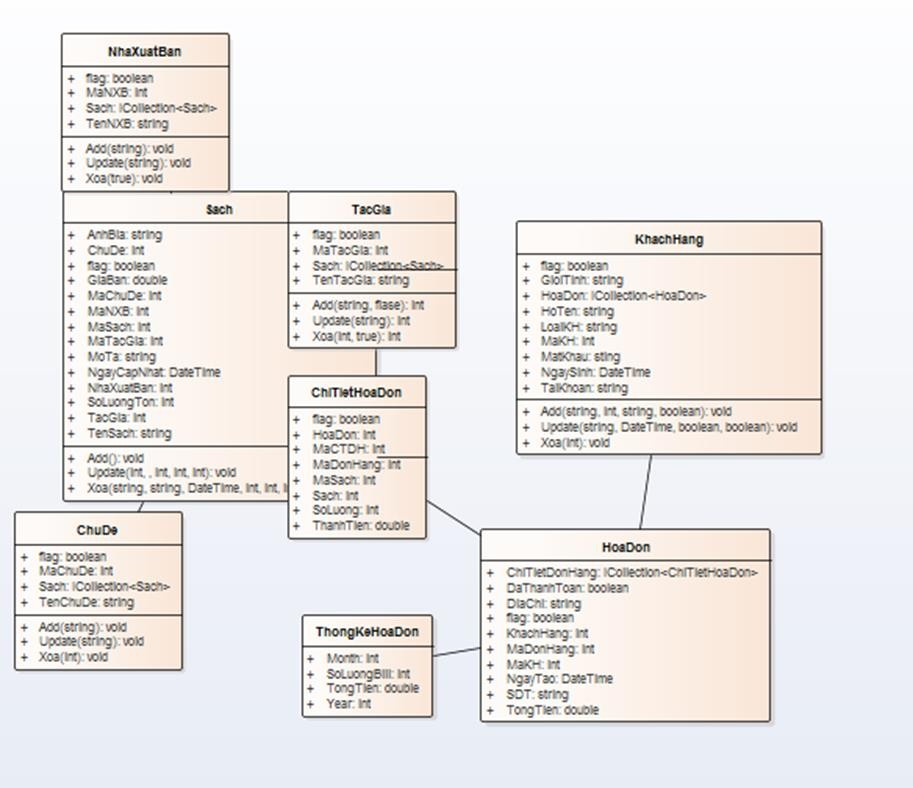 NhaXuatBan
+ flag: boolean
+ MaNXB: int
+ Sach: ICollection<Sach>
+ TenNXB: string
+ Add(string): void
+ Update(string): void
+ Xoa(true): void
Sach
+ AnhBia: string
+ ChuDe: int
+ flag: boolean
+ GiaBan: double
+ MaChuDe: int
+ MaNXB: int
+ MaSach: int
+ MaTacGia: int
+ MoTa: string
+ NgayCapNhat: DateTime
+ NhaXuatBan: int
+ SoLuongTon: int
+ TacGia: int
+ TenSach: string
+ Add(): void
+ Update(int, , int, int, int): void
+ Xoa(string, string, DateTime, int, int,
TacGia
+ flag: boolean
+ MaTacGia: int
+ Sach: ICollection<Sach>
+ TenTacGia: string
+ Add(string, flase): int
+ Update(string): int
+ Xoa(int, true): int
KhachHang
+ flag: boolean
+ GioiTinh: string
+ HoaDon: ICollection<HoaDon>
+ HoTen: string
+ LoaiKH: string
+ MaKH: int
+ MatKhau: sting
+ NgaySinh: DateTime
+ TaiKhoan: string
+ Add(string, int, string, boolean): void
+ Update(string, DateTime, boolean, boolean): void
+ Xoa(int): void
ChiTietHoaDon
+ flag: boolean
+ HoaDon: int
+ MaCTDH: int
+ MaDonHang: int
+ MaSach: int
+ Sach: int
+ SoLuong: int
+ ThanhTien: double
ChuDe
+ flag: boolean
+ MaChuDe: int
+ Sach: ICollection<Sach>
+ TenChuDe: string
+ Add(string): void
+ Update(string): void
+ Xoa(int): void
HoaDon
+ ChiTietDonHang: ICollection<ChiTietHoaDon>
+ DaThanhToan: boolean
+ DiaChi: string
+ flag: boolean
+ KhachHang: int
+ MaDonHang: int
+ MaKH: int
+ NgayTao: DateTime
+ SDT: string
+ TongTien: double
ThongKeHoaDon
+ Month: int
+ SoLuongBill: int
+ TongTien: double
+ Year: int